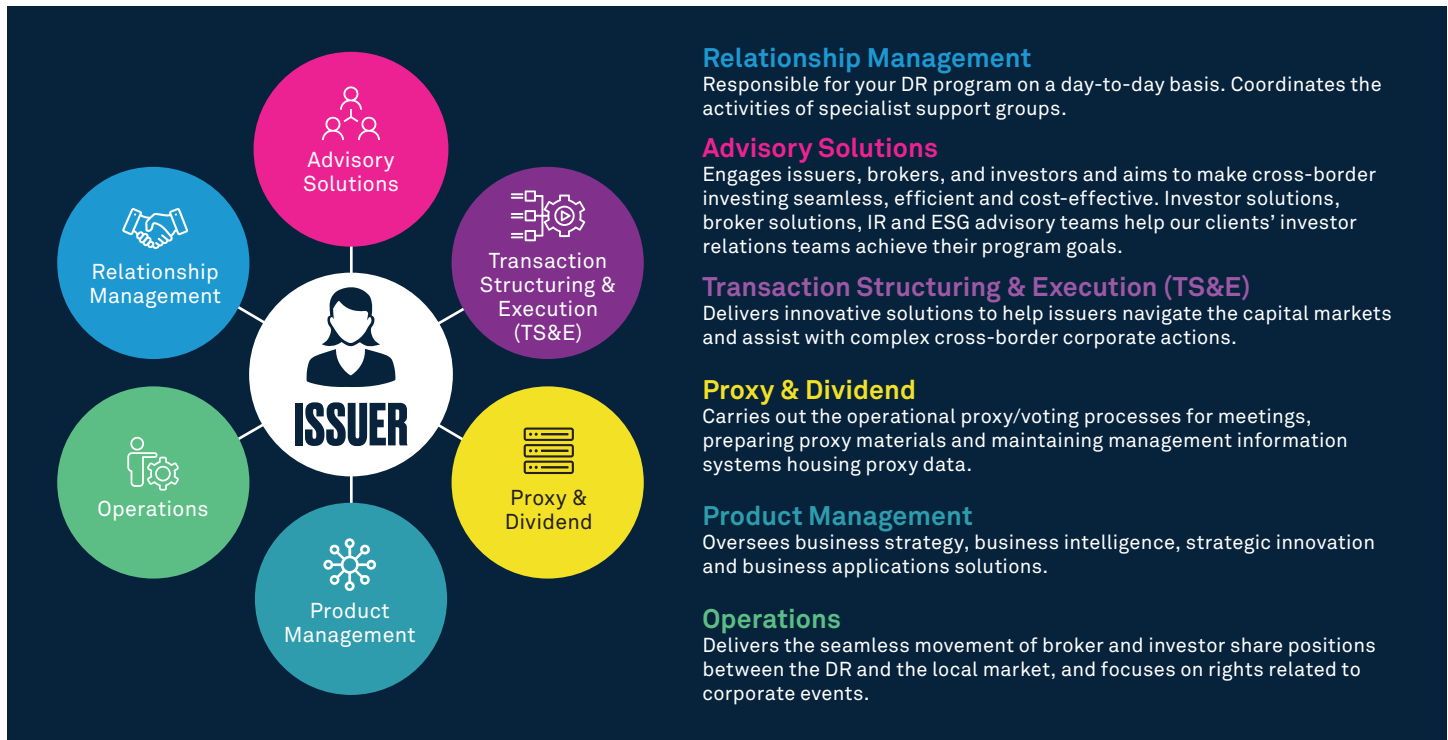 Advisory
Solutions
Relationship
Management
Transaction
Structuring &
Execution
(TS&E)
ISSUER
Operations
Proxy &
Dividend
Product
Management
Relationship Management
Responsible for your DR program on a day-to-day basis. Coordinates the
activities of specialist support groups.
Advisory Solutions
Engages issuers, brokers, and investors and aims to make cross-border
investing seamless, efficient and cost-effective. Investor solutions,
broker solutions, IR and ESG advisory teams help our clients’ investor
relations teams achieve their program goals.
Transaction Structuring & Execution (TS&E)
Delivers innovative solutions to help issuers navigate the capital markets
and assist with complex cross-border corporate actions.
Proxy & Dividend
Carries out the operational proxy/voting processes for meetings,
preparing proxy materials and maintaining management information
systems housing proxy data.
Product Management
Oversees business strategy, business intelligence, strategic innovation
and business applications solutions.
Operations
Delivers the seamless movement of broker and investor share positions
between the DR and the local market, and focuses on rights related to
corporate events.